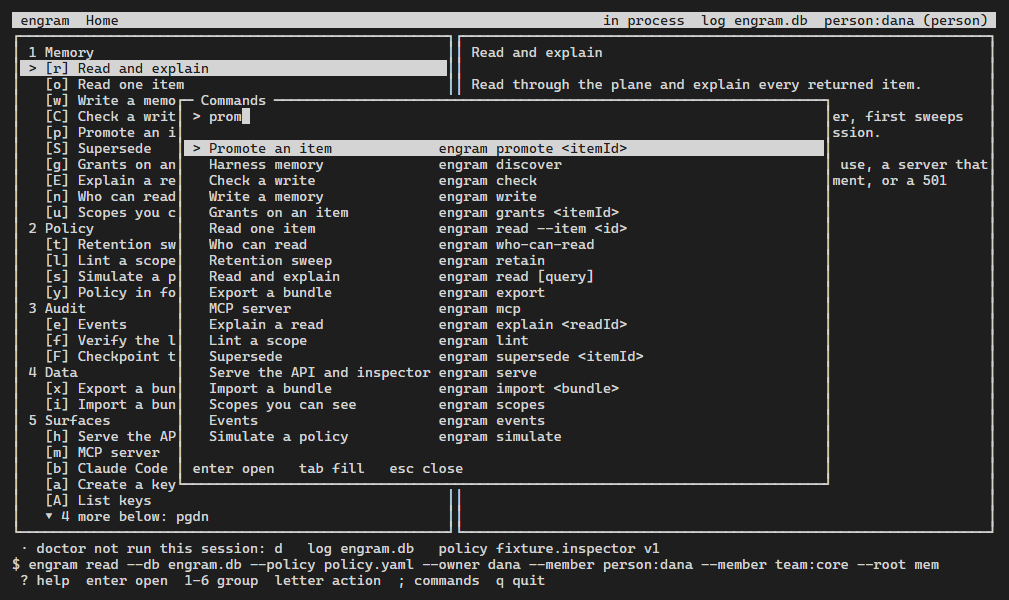 engram  Home                                                            in process  log engram.db  person:dana (person)
1 Memory                                              Read and explain
> [r] Read and explain
[o] Read one item                                   Read through the plane and explain every returned item.
[w] Write a memo   Commands
[C] Check a writ   > prom                                                                     er, first sweeps
[p] Promote an i                                                                              ssion.
[S] Supersede      > Promote an item             engram promote <itemId>
[g] Grants on an     Harness memory              engram discover                               use, a server that
[E] Explain a re     Check a write               engram check                                 ment, or a 501
[n] Who can read     Write a memory              engram write
[u] Scopes you c     Grants on an item           engram grants <itemId>
2 Policy               Read one item               engram read --item <id>
[t] Retention sw     Who can read                engram who-can-read
[l] Lint a scope     Retention sweep             engram retain
[s] Simulate a p     Read and explain            engram read [query]
[y] Policy in fo     Export a bundle             engram export
3 Audit                MCP server                  engram mcp
[e] Events           Explain a read              engram explain <readId>
[f] Verify the l     Lint a scope                engram lint
[F] Checkpoint t     Supersede                   engram supersede <itemId>
4 Data                 Serve the API and inspector engram serve
[x] Export a bun     Import a bundle             engram import <bundle>
[i] Import a bun     Scopes you can see          engram scopes
5 Surfaces             Events                      engram events
[h] Serve the AP     Simulate a policy           engram simulate
[m] MCP server
[b] Claude Code    enter open   tab fill   esc close
[a] Create a key
[A] List keys
▼ 4 more below: pgdn
· doctor not run this session: d   log engram.db   policy fixture.inspector v1
$ engram read --db engram.db --policy policy.yaml --owner dana --member person:dana --member team:core --root mem
? help  enter open  1-6 group  letter action  ; commands  q quit